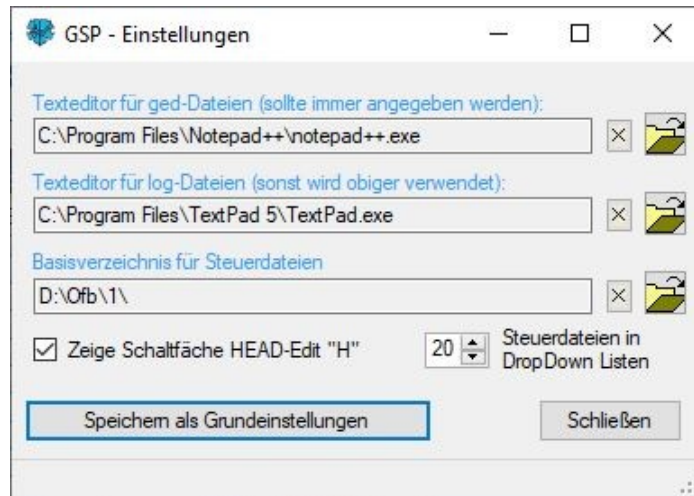 GSP - Einstellungen
Texteditor für ged-Dateien (sollte immer angegeben werden):
C:\Program Files\Notepad++\notepad++.exe
Texteditor für log-Dateien (sonst wird obiger verwendet):
C:\Program Files\TextPad 5\TextPad.exe
Basisverzeichnis für Steuerdateien
D:\Ofb\1\
Zeige Schaltfäche HEAD-Edit "H"
20
Steuerdateien in
DropDown Listen
Speichern als Grundeinstellungen
Schließen